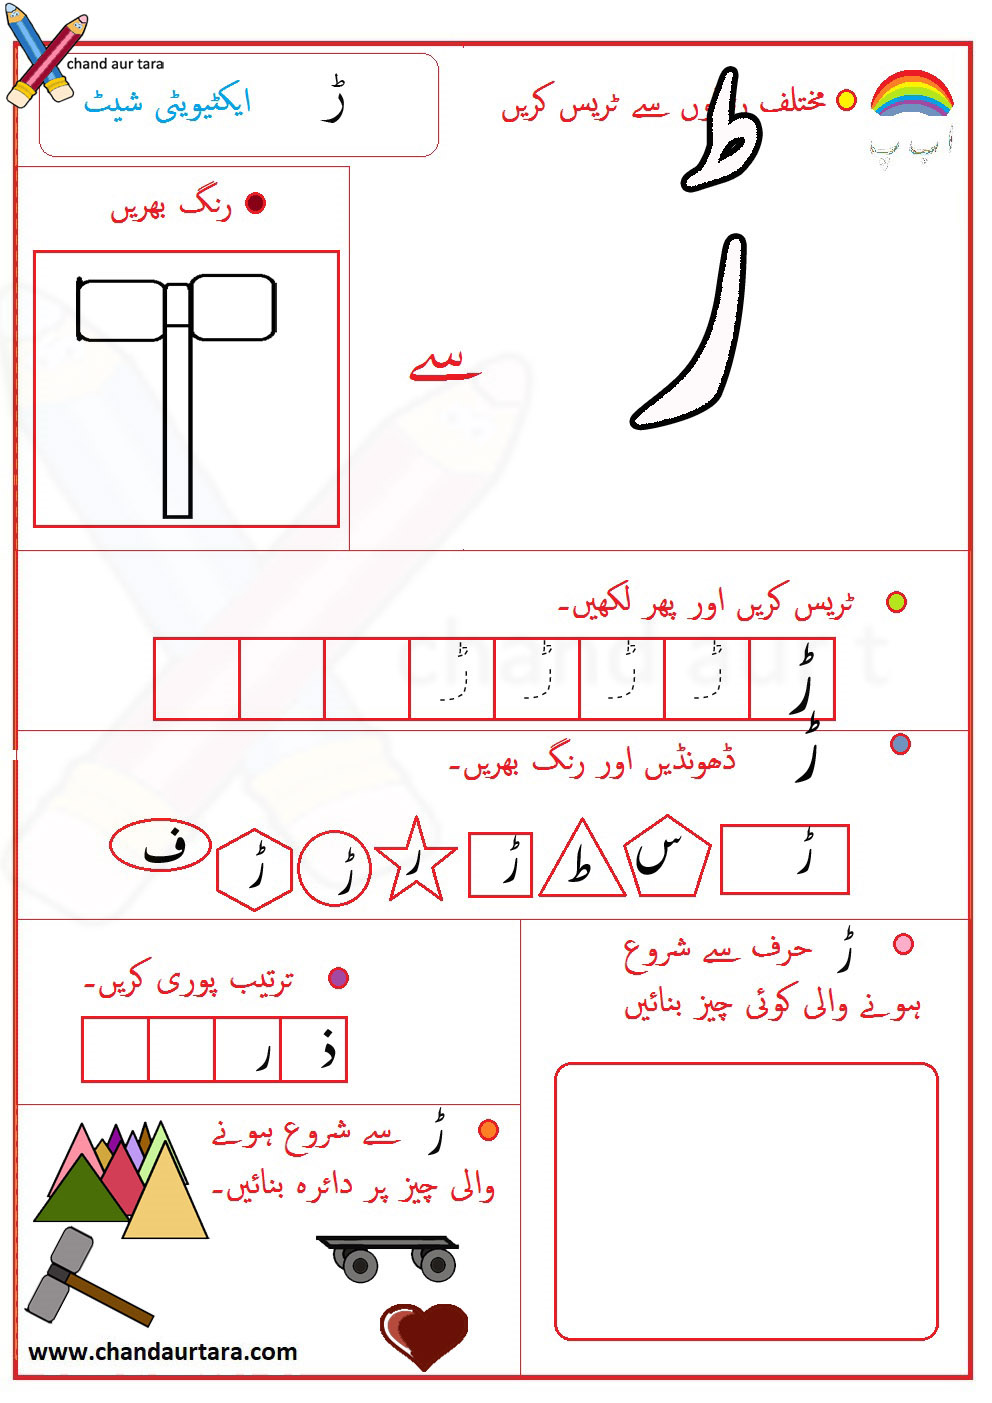 chand aur tara
ڑ ایکٹیویٹی شیٹ
مختلف رنگوں سے ٹریس کریں
ا پ پ
ڑ
رنگ بھریں
سے
ٹریس کریں اور پھر لکھیں۔
ڑ ڑ ڑ ڑ ڑ
ڑ ڈھونڈیں اور رنگ بھریں۔
ڑ س ط ڑ ر ڑ ڑ ف
ترتیب پوری کریں۔
ذ ر
ڑ حرف سے شروع
ہونے والی کوئی چیز بنائیں
ڑ سے شروع ہونے
والی چیز پر دائرہ بنائیں۔
www.chandaurtara.com